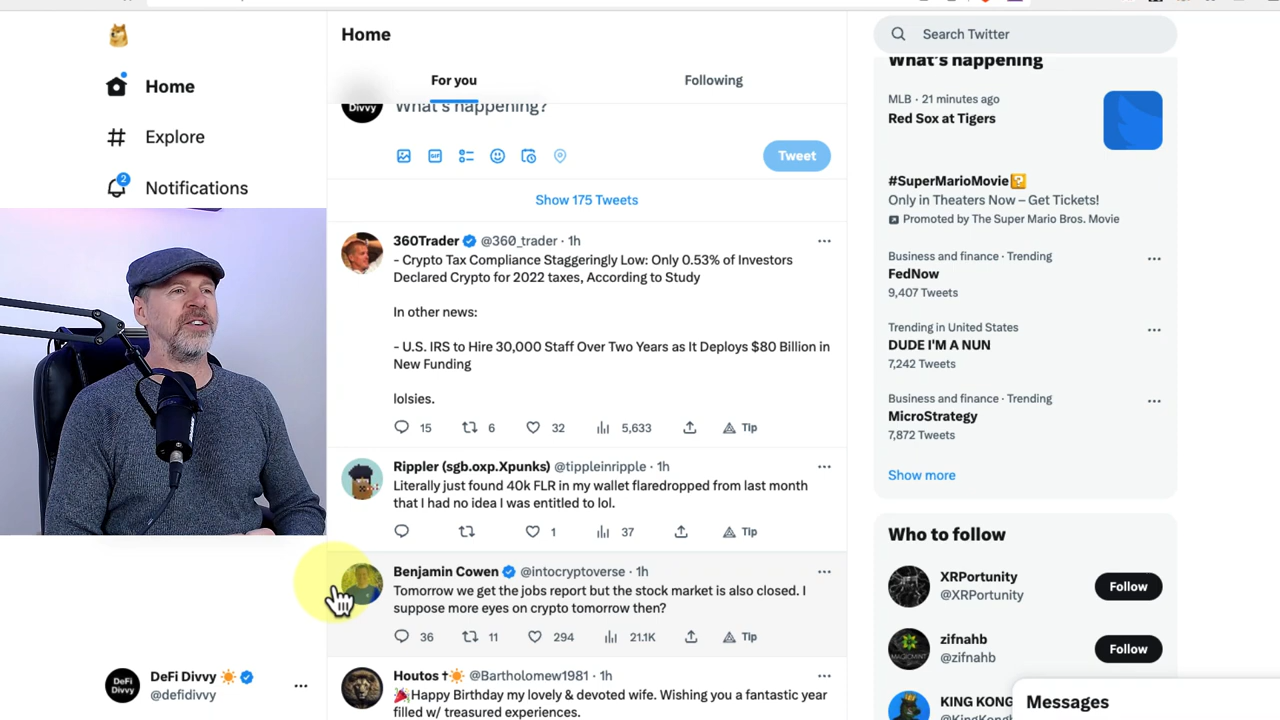 Home
Explore
Notifications
2
DeFi Divvy
@defidivvy
DeFi
Divvy
Home
For you
Following
Divvy
What's happening?
GIF
Tweet
Show 175 Tweets
360Trader @360_trader · 1h
- Crypto Tax Compliance Staggeringly Low: Only 0.53% of Investors
Declared Crypto for 2022 taxes, According to Study
In other news:
- U.S. IRS to Hire 30,000 Staff Over Two Years as It Deploys $80 Billion in
New Funding
lolsies.
15 6 32 5,633 Tip
Rippler (sgb.oxp.Xpunks) @tippleinripple · 1h
Literally just found 40k FLR in my wallet flaredropped from last month
that I had no idea I was entitled to lol.
1 37 Tip
Benjamin Cowen @intocryptoverse · 1h
Tomorrow we get the jobs report but the stock market is also closed. I
suppose more eyes on crypto tomorrow then?
36 11 294 21.1K Tip
Houtos †☀️ @Bartholomew1981 · 1h
🎉Happy Birthday my lovely & devoted wife. Wishing you a fantastic year
filled w/ treasured experiences.
Search Twitter
What's happening
MLB · 21 minutes ago
Red Sox at Tigers
#SuperMarioMovie
Only in Theaters Now – Get Tickets!
Promoted by The Super Mario Bros. Movie
Business and finance · Trending
FedNow
9,407 Tweets
Trending in United States
DUDE I'M A NUN
7,242 Tweets
Business and finance · Trending
MicroStrategy
7,872 Tweets
Show more
Who to follow
XRPortunity
@XRPortunity
Follow
zifnahb
@zifnahb
Follow
KING KONG
Messages